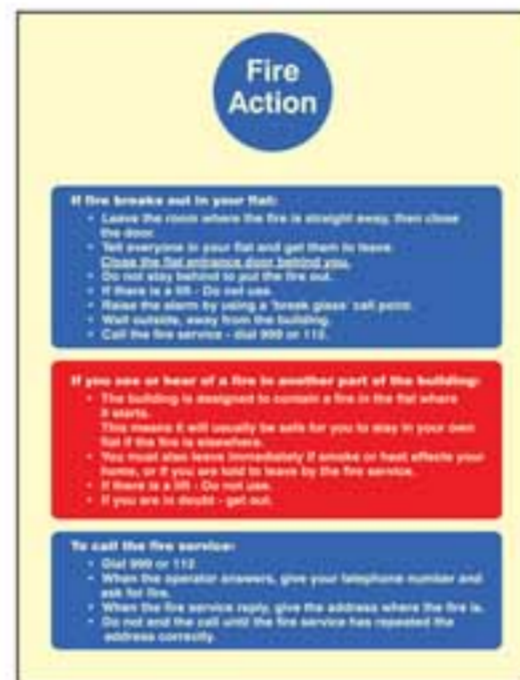 Fire
Action
If fire breaks out in your flat:
• Leave the room where the fire is straight away, then close
the door.
• Tell everyone in your flat and get them to leave.
Close the flat entrance door behind you.
• Do not stay behind to put the fire out.
• If there is a lift - Do not use.
• Raise the alarm by using a 'break glass' call point
• Wait outside, away from the building.
• Call the fire service - dial 999 or 112.
If you see or hear of a fire in another part of the building:
• The building is designed to contain a fire in the flat where
it starts.
This means it will usually be safe for you to stay in your own
flat if the fire is elsewhere.
• You must also leave immediately if smoke or heat effects your
home, or if you are told to leave by the fire service.
• If there is a lift - Do not use.
• If you are in doubt - get out.
To call the fire service:
• Dial 999 or 112
• When the operator answers, give your telephone number and
ask for fire.
• When the fire service reply, give the address where the fire is.
• Do not end the call until the fire service has repeated the
address correctly.